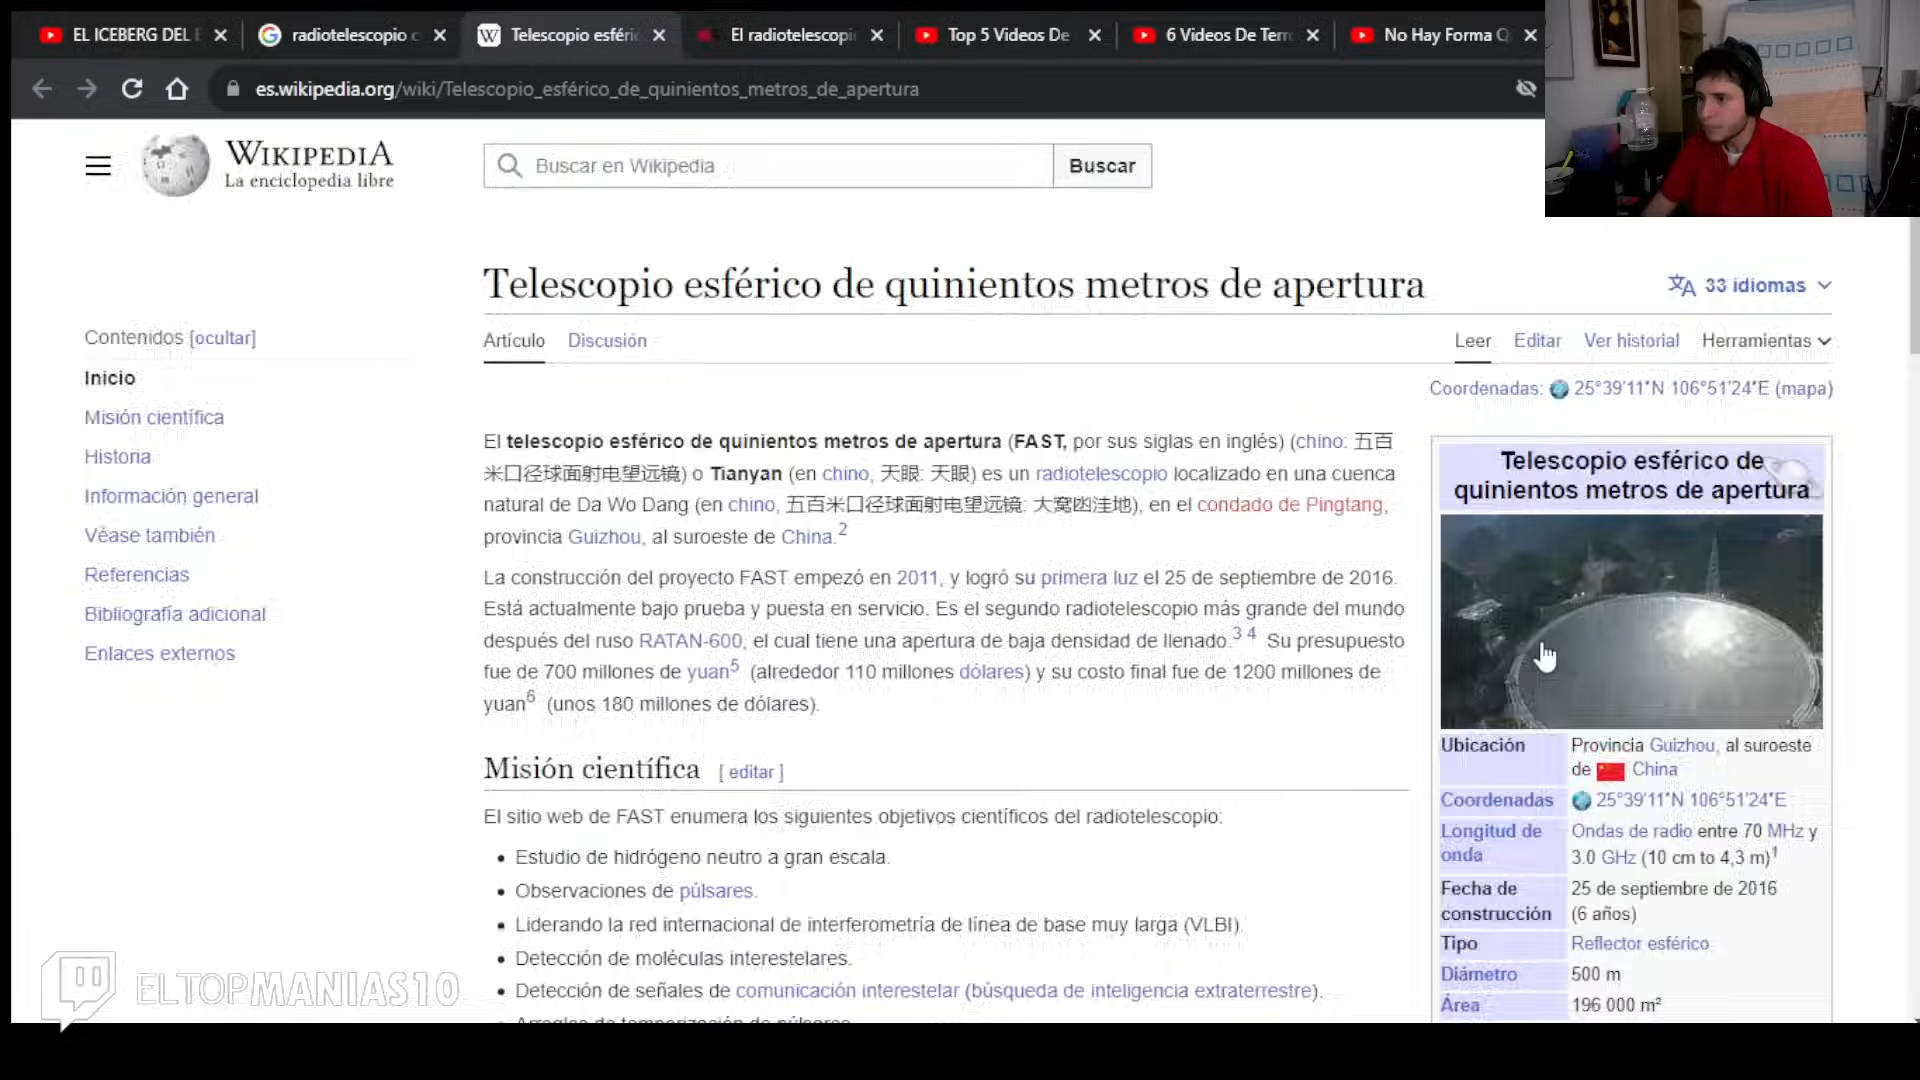 EL ICEBERG DEL E
radiotelescopio c
Telescopio esféric
El radiotelescopi
Top 5 Videos De
6 Videos De Terr
No Hay Forma Q
es.wikipedia.org/wiki/Telescopio_esférico_de_quinientos_metros_de_apertura
WIKIPEDIA
La enciclopedia libre
Buscar en Wikipedia
Buscar
Telescopio esférico de quinientos metros de apertura
33 idiomas
Artículo
Discusión
Leer
Editar
Ver historial
Herramientas
Coordenadas: 25°39′11″N 106°51′24″E (mapa)
Contenidos [ocultar]
Inicio
Misión científica
Historia
Información general
Véase también
Referencias
Bibliografía adicional
Enlaces externos
El telescopio esférico de quinientos metros de apertura (FAST, por sus siglas en inglés) (chino: 五百
米口径球面射电望远镜) o Tianyan (en chino, 天眼: 天眼) es un radiotelescopio localizado en una cuenca
natural de Da Wo Dang (en chino, 五百米口径球面射电望远镜: 大窝凼洼地), en el condado de Pingtang,
provincia Guizhou, al suroeste de China.2
La construcción del proyecto FAST empezó en 2011, y logró su primera luz el 25 de septiembre de 2016.
Está actualmente bajo prueba y puesta en servicio. Es el segundo radiotelescopio más grande del mundo
después del ruso RATAN-600, el cual tiene una apertura de baja densidad de llenado.3 4 Su presupuesto
fue de 700 millones de yuan5 (alrededor 110 millones dólares) y su costo final fue de 1200 millones de
yuan6 (unos 180 millones de dólares).
Misión científica [ editar ]
El sitio web de FAST enumera los siguientes objetivos científicos del radiotelescopio:
• Estudio de hidrógeno neutro a gran escala.
• Observaciones de púlsares.
• Liderando la red internacional de interferometría de línea de base muy larga (VLBI).
• Detección de moléculas interestelares.
• Detección de señales de comunicación interestelar (búsqueda de inteligencia extraterrestre).
Telescopio esférico de
quinientos metros de apertura
Ubicación Provincia Guizhou, al suroeste
de China
Coordenadas 25°39′11″N 106°51′24″E
Longitud de Ondas de radio entre 70 MHz y
onda 3.0 GHz (10 cm to 4,3 m)1
Fecha de 25 de septiembre de 2016
construcción (6 años)
Tipo Reflector esférico
Diámetro 500 m
Área 196 000 m²
ELTOPMANIAS10